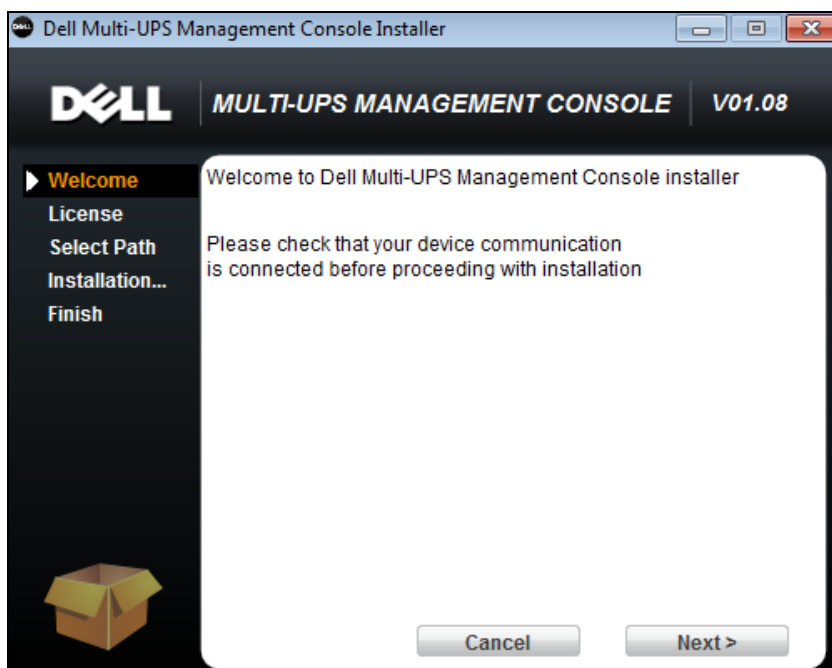 Dell Multi-UPS Management Console Installer
DELL MULTI-UPS MANAGEMENT CONSOLE V01.08
Welcome
License
Select Path
Installation...
Finish
Welcome to Dell Multi-UPS Management Console installer
Please check that your device communication
is connected before proceeding with installation
Cancel Next >